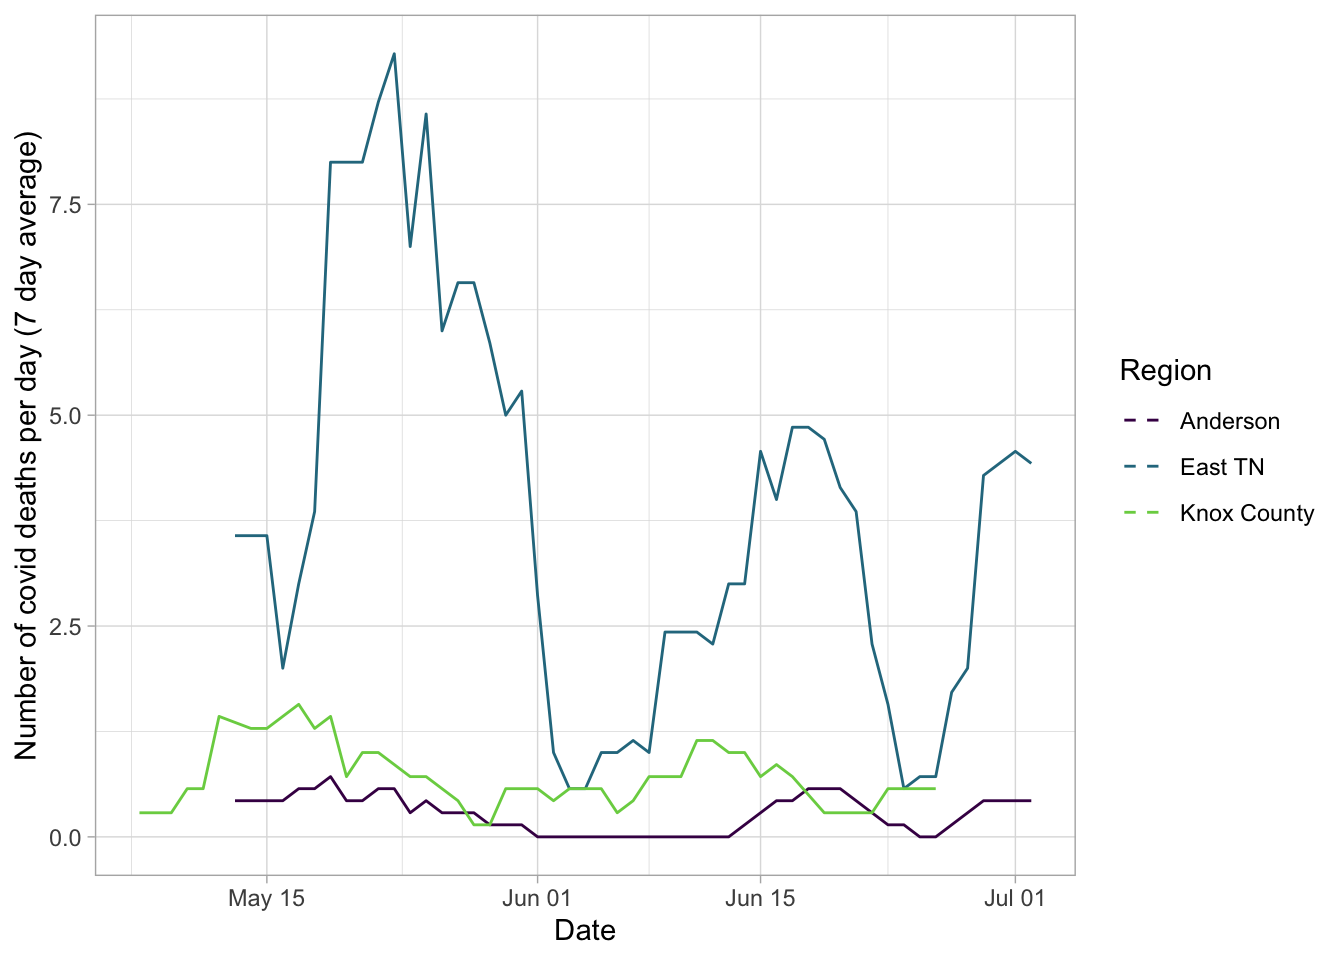 Number of covid deaths per day (7 day average)
7.5
5.0
2.5
0.0
May 15
Jun 01
Jun 15
Jul 01
Date
Region
Anderson
East TN
Knox County